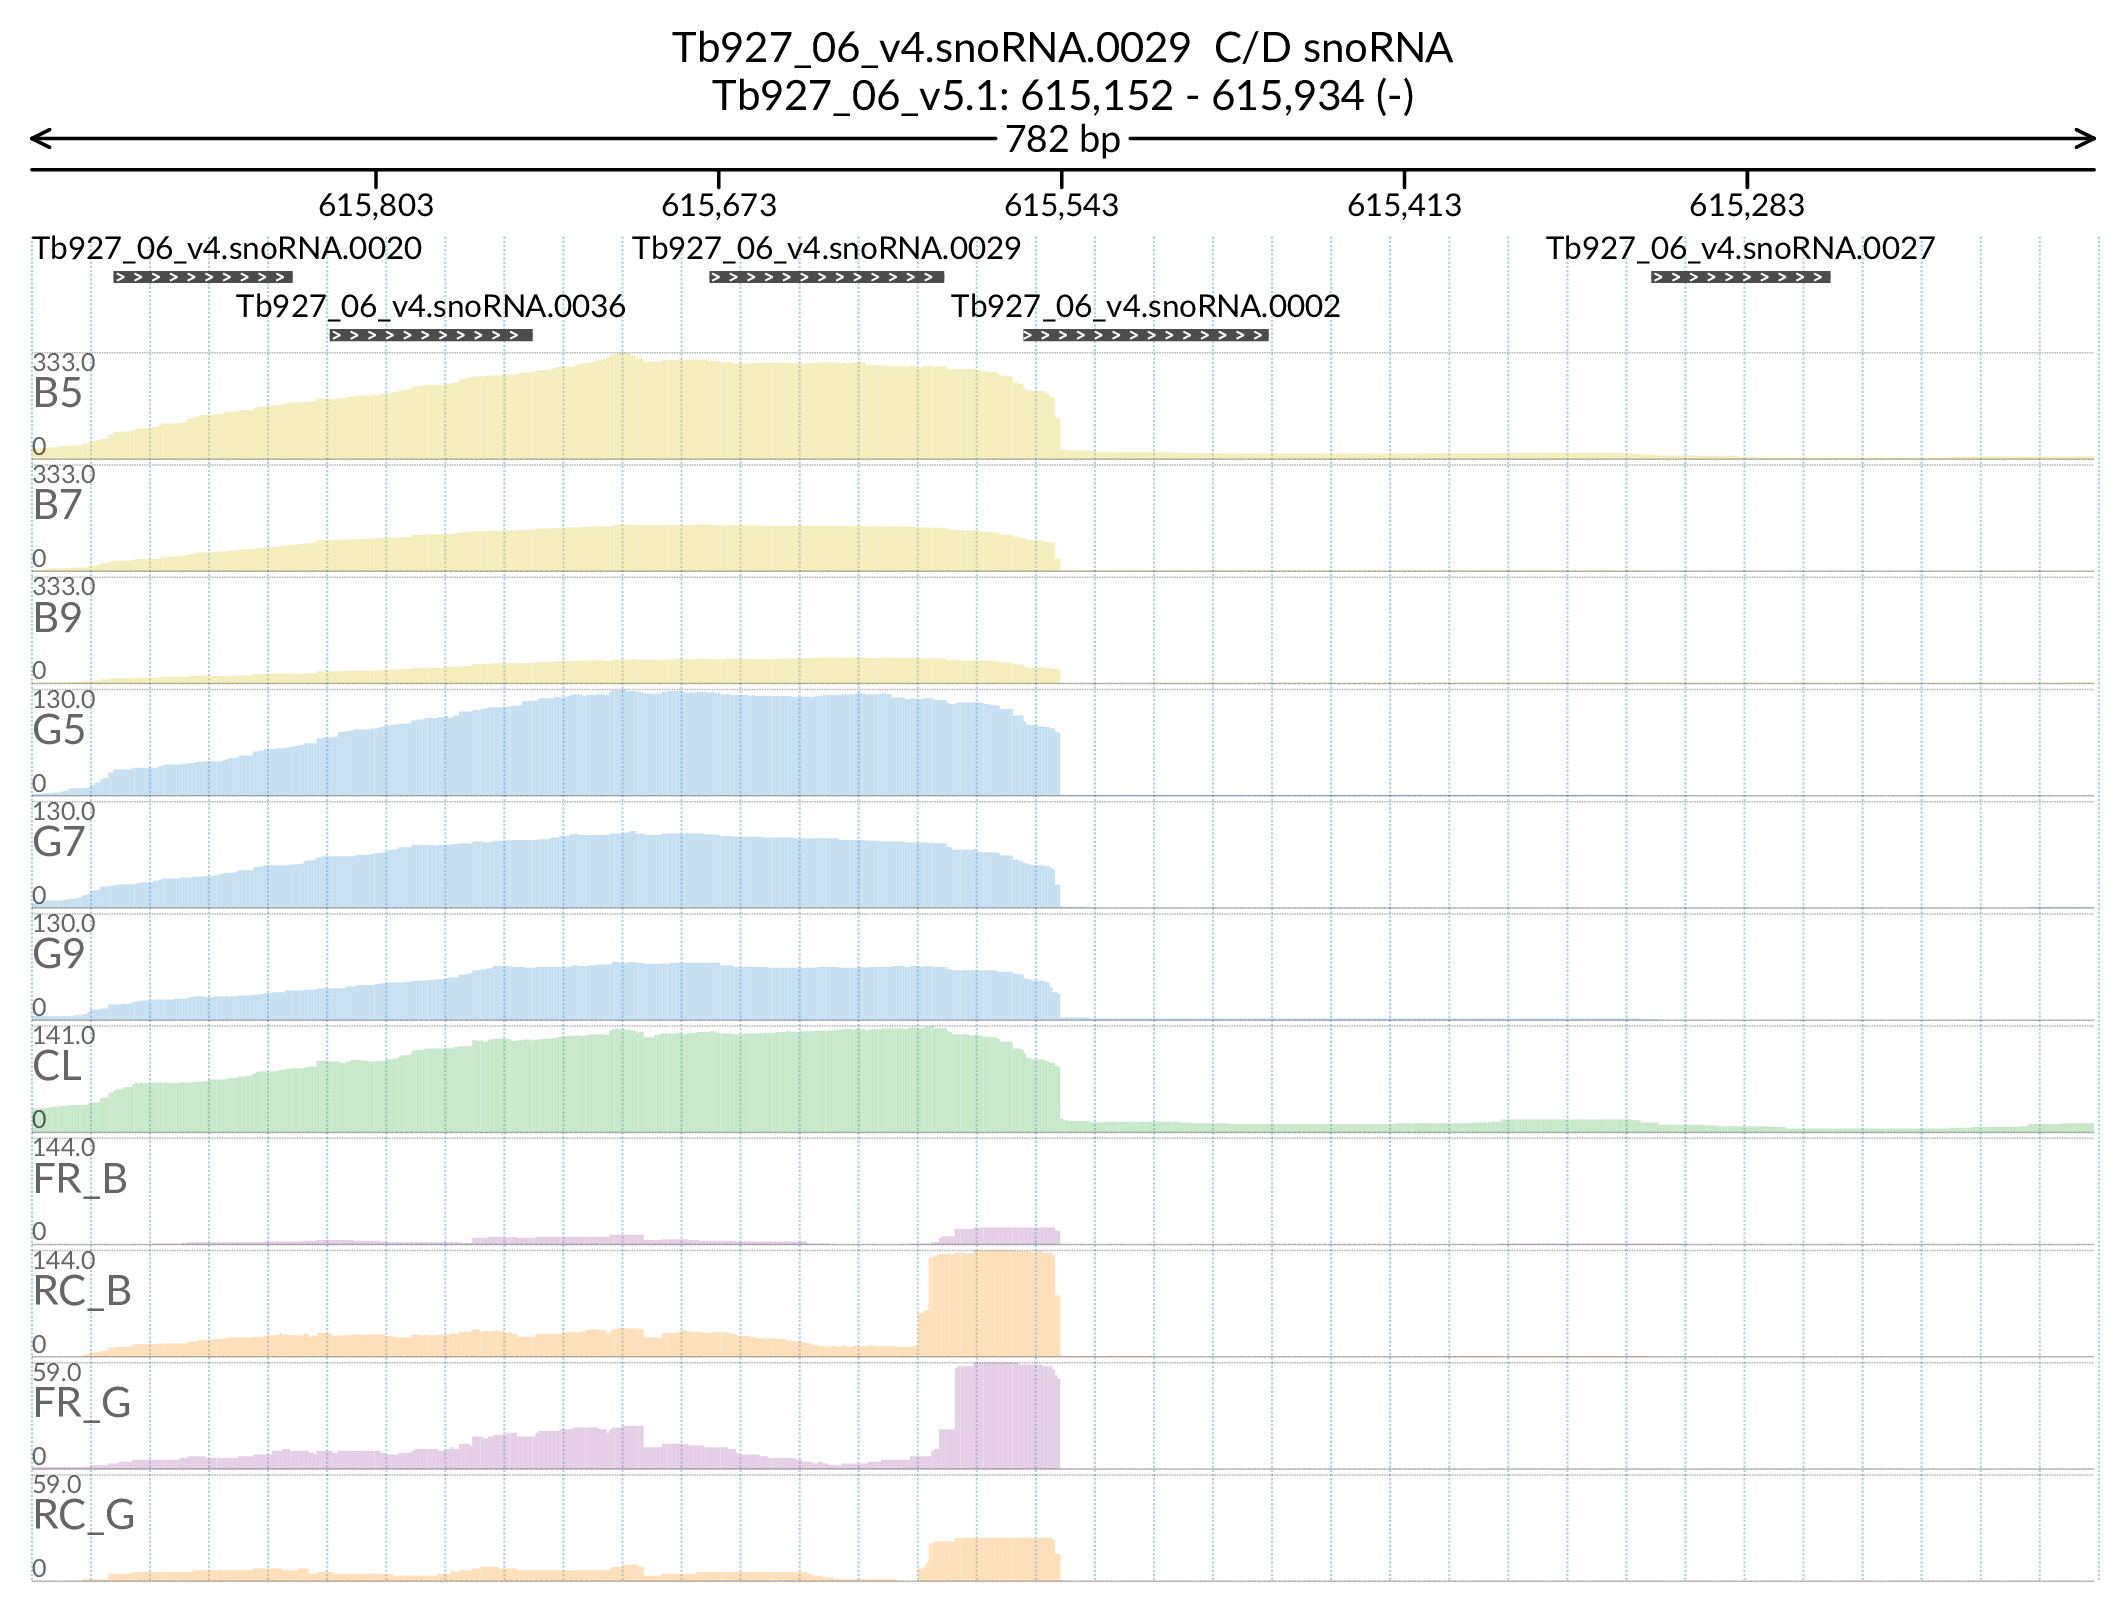 Tb927_06_v4.snoRNA.0029  C/D snoRNA
Tb927_06_v5.1: 615,152 - 615,934 (-)
782 bp
615,803 615,673 615,543 615,413 615,283
Tb927_06_v4.snoRNA.0020 Tb927_06_v4.snoRNA.0029 Tb927_06_v4.snoRNA.0027
Tb927_06_v4.snoRNA.0036 Tb927_06_v4.snoRNA.0002
333.0
B5
0
333.0
B7
0
333.0
B9
0
130.0
G5
0
130.0
G7
0
130.0
G9
0
141.0
CL
0
144.0
FR_B
0
144.0
RC_B
0
59.0
FR_G
0
59.0
RC_G
0